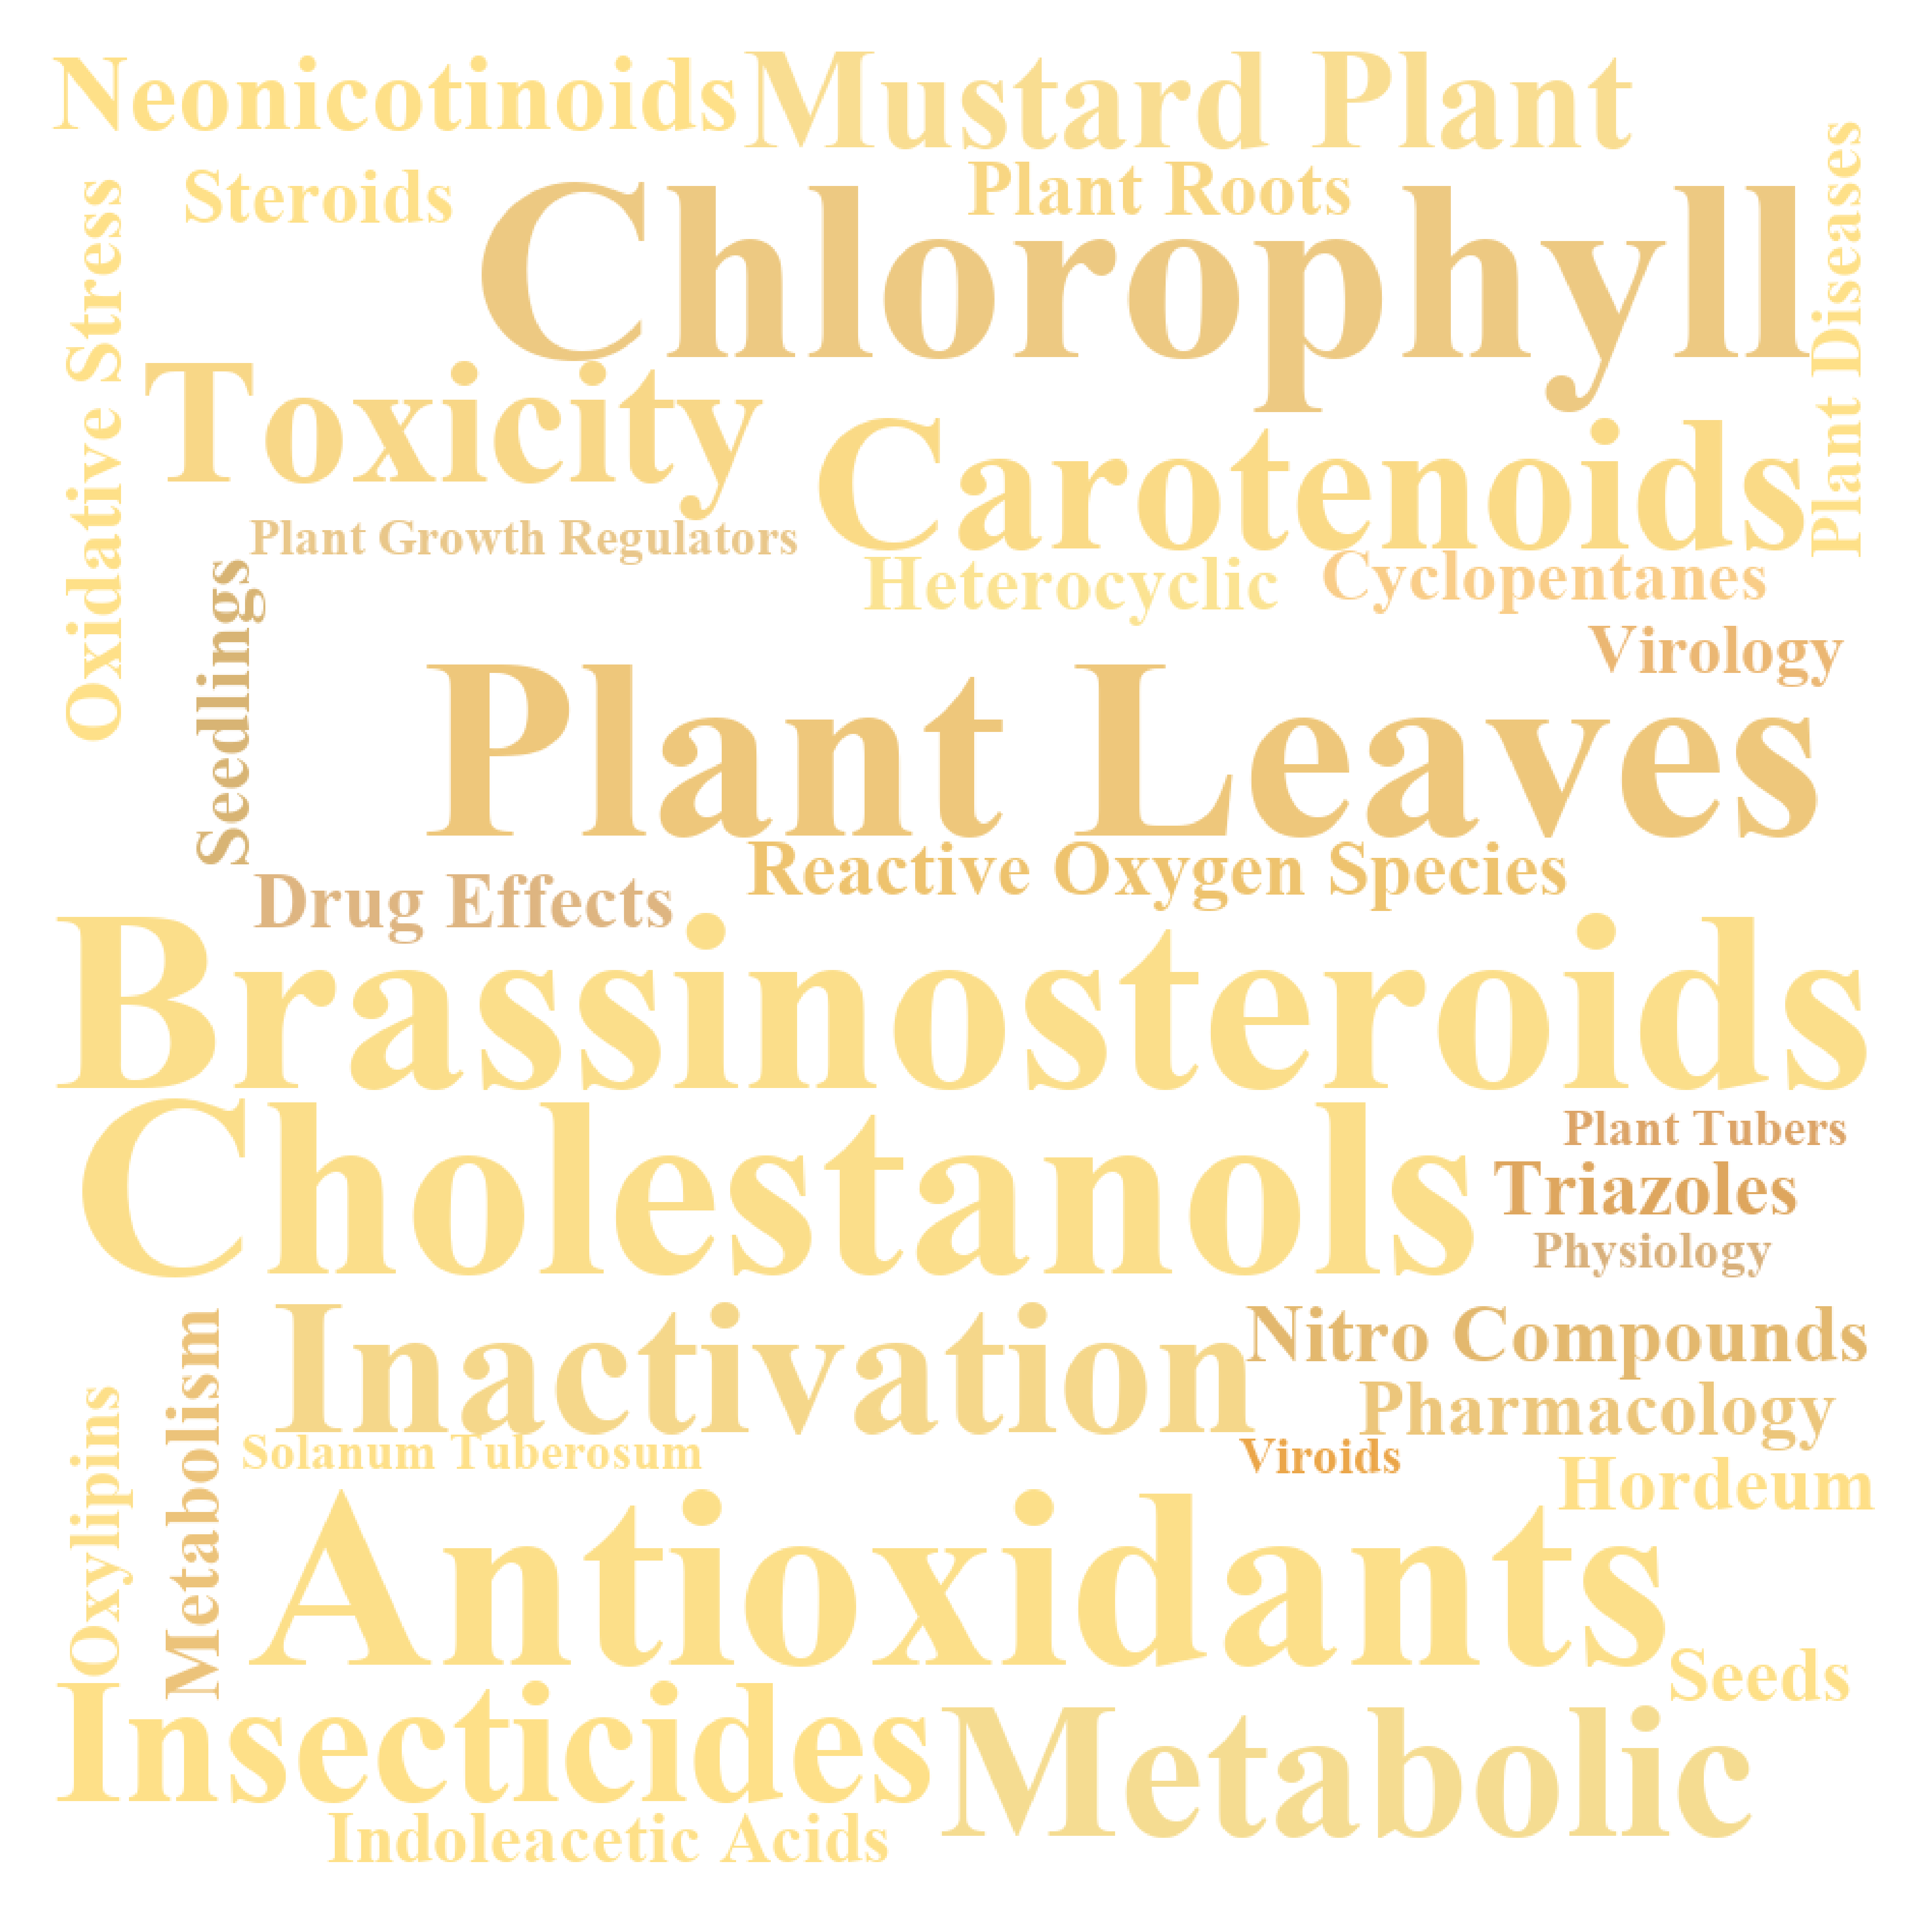 Neonicotinoids
Mustard Plant
Steroids
Plant Roots
Chlorophyll
Plant Diseases
Oxidative Stress
Toxicity
Carotenoids
Plant Growth Regulators
Heterocyclic
Cyclopentanes
Virology
Seedlings
Plant Leaves
Reactive Oxygen Species
Drug Effects
Brassinosteroids
Cholestanols
Plant Tubers
Triazoles
Physiology
Inactivation
Nitro Compounds
Metabolism
Pharmacology
Oxylipins
Solanum Tuberosum
Viroids
Hordeum
Antioxidants
Seeds
Insecticides
Metabolic
Indoleacetic Acids